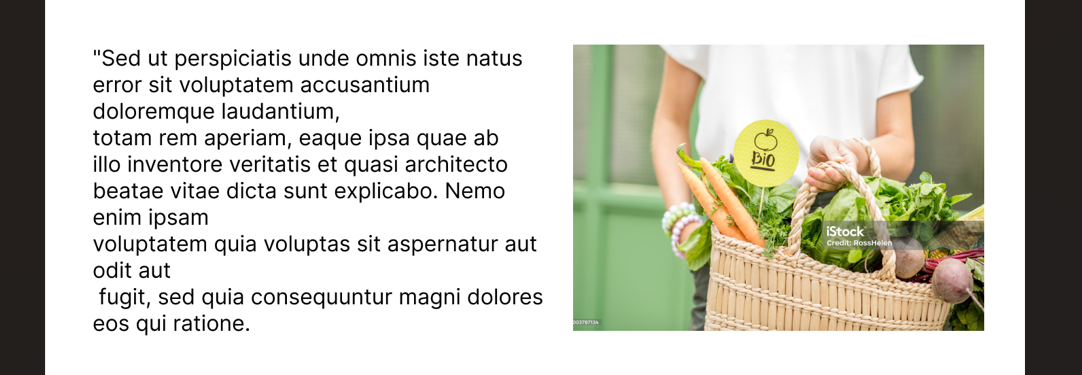 "Sed ut perspiciatis unde omnis iste natus
error sit voluptatem accusantium
doloremque laudantium,
totam rem aperiam, eaque ipsa quae ab
illo inventore veritatis et quasi architecto
beatae vitae dicta sunt explicabo. Nemo
enim ipsam
voluptatem quia voluptas sit aspernatur aut
odit aut
fugit, sed quia consequuntur magni dolores
eos qui ratione.
BiO
iStock
Credit: RossHelen